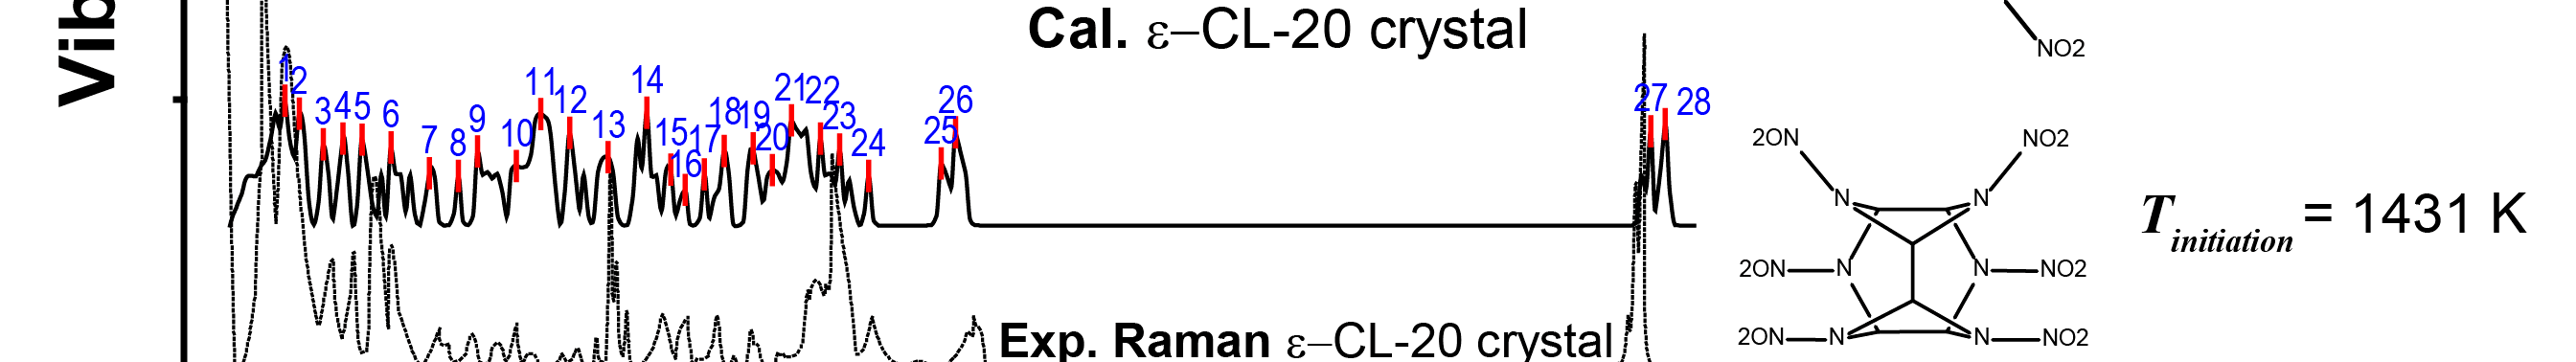 Vib
Cal. ε–CL-20 crystal
NO2
1 2 3 4 5 6 7 8 9 10 11 12 13 14 15 16 17 18 19 20 21 22 23 24 25 26 27 28
2ON NO2
N N
T initiation = 1431 K
2ON N N NO2
2ON N N NO2
Exp. Raman ε–CL-20 crystal